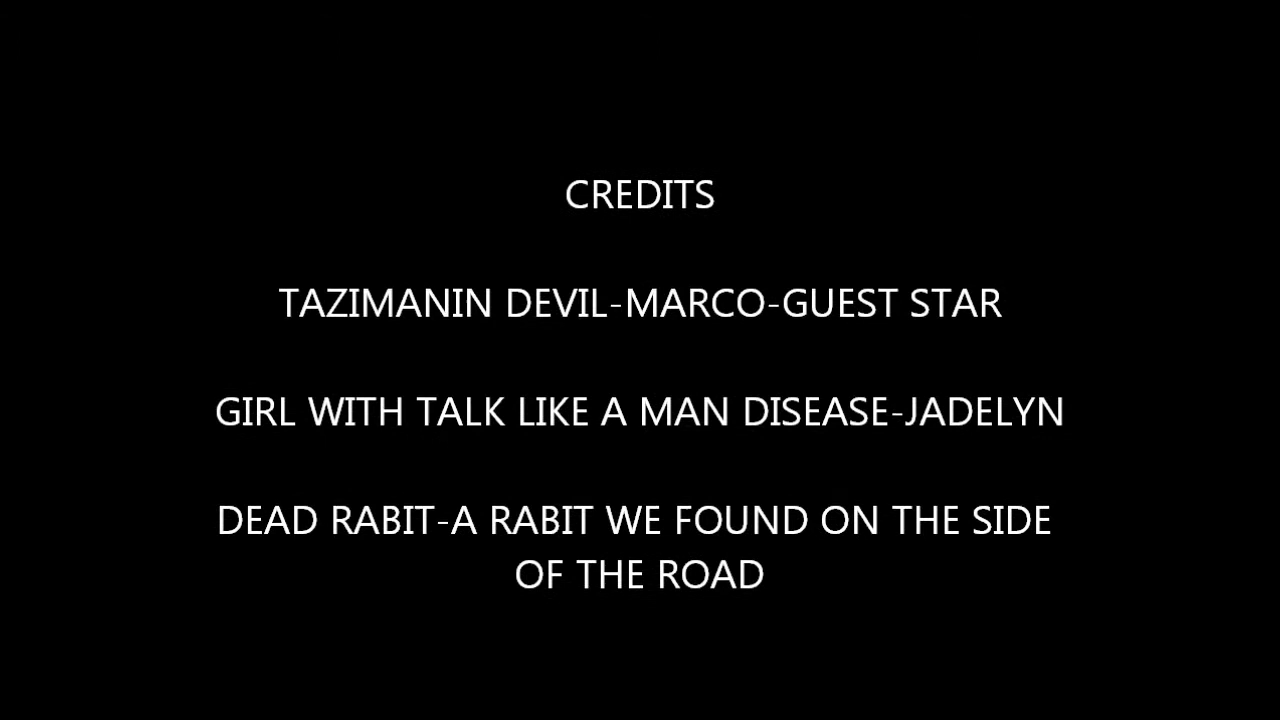 CREDITS
TAZIMANIN DEVIL-MARCO-GUEST STAR
GIRL WITH TALK LIKE A MAN DISEASE-JADELYN
DEAD RABIT-A RABIT WE FOUND ON THE SIDE
OF THE ROAD